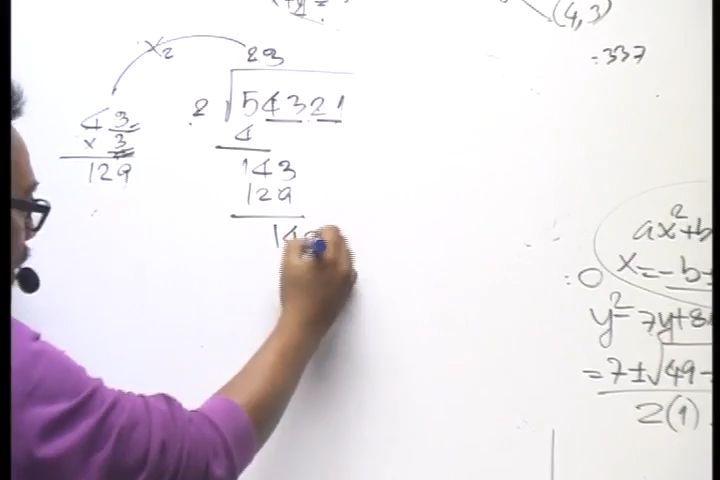 (4,3)
.337
x2
23
2 √54321
43
x 3
129
4
143
129
14
ax²+b
x=-b±
:0
y²-7y+8
=7±√49-
2(1)